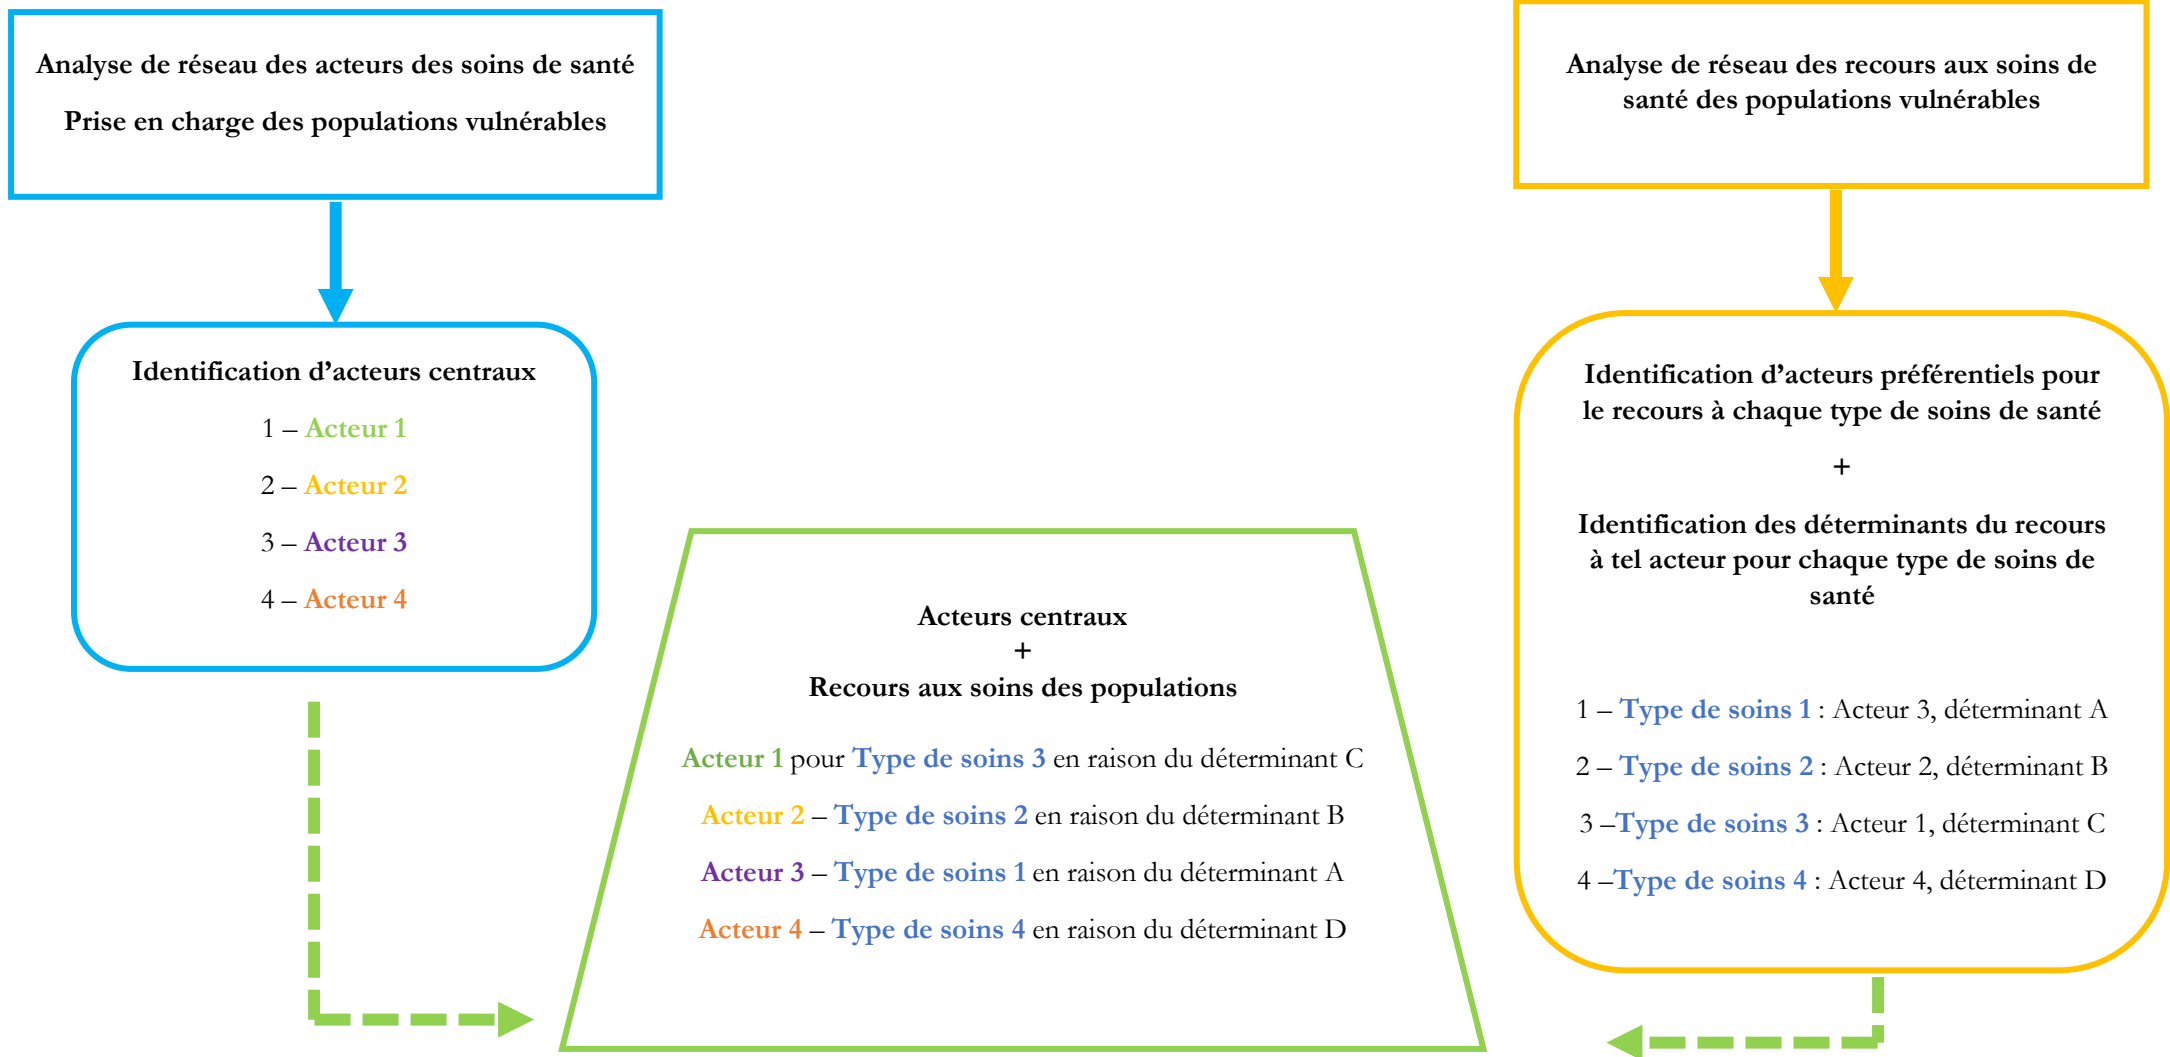 Analyse de réseau des acteurs des soins de santé
Prise en charge des populations vulnérables
Analyse de réseau des recours aux soins de
santé des populations vulnérables
Identification d’acteurs centraux
1 – Acteur 1
2 – Acteur 2
3 – Acteur 3
4 – Acteur 4
Acteurs centraux
+
Recours aux soins des populations
Acteur 1 pour Type de soins 3 en raison du déterminant C
Acteur 2 – Type de soins 2 en raison du déterminant B
Acteur 3 – Type de soins 1 en raison du déterminant A
Acteur 4 – Type de soins 4 en raison du déterminant D
Identification d’acteurs préférentiels pour
le recours à chaque type de soins de santé
+
Identification des déterminants du recours
à tel acteur pour chaque type de soins de
santé
1 – Type de soins 1 : Acteur 3, déterminant A
2 – Type de soins 2 : Acteur 2, déterminant B
3 –Type de soins 3 : Acteur 1, déterminant C
4 –Type de soins 4 : Acteur 4, déterminant D